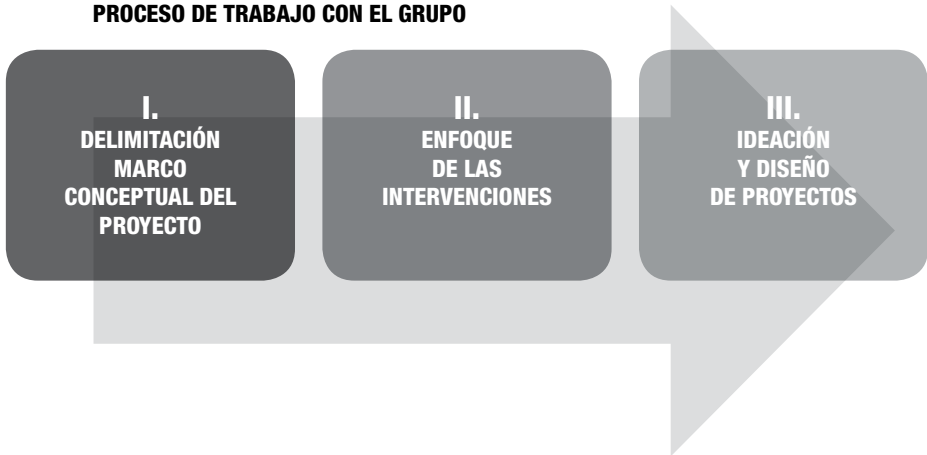 PROCESO DE TRABAJO CON EL GRUPO
I.
DELIMITACIÓN
MARCO
CONCEPTUAL DEL
PROYECTO
II.
ENFOQUE
DE LAS
INTERVENCIONES
III.
IDEACIÓN
Y DISEÑO
DE PROYECTOS